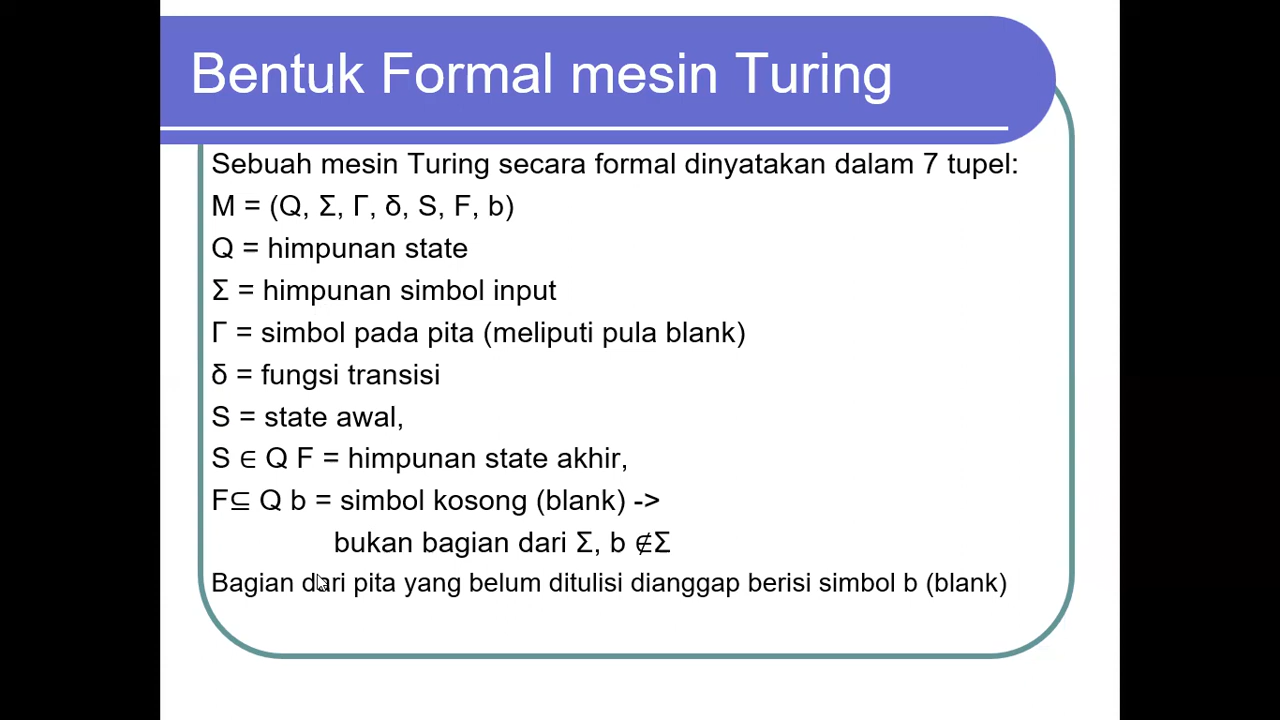 Bentuk Formal mesin Turing
Sebuah mesin Turing secara formal dinyatakan dalam 7 tupel:
M = (Q, Σ, Γ, δ, S, F, b)
Q = himpunan state
Σ = himpunan simbol input
Γ = simbol pada pita (meliputi pula blank)
δ = fungsi transisi
S = state awal,
S ∈ Q F = himpunan state akhir,
F⊆ Q b = simbol kosong (blank) ->
bukan bagian dari Σ, b ∉Σ
Bagian dari pita yang belum ditulisi dianggap berisi simbol b (blank)